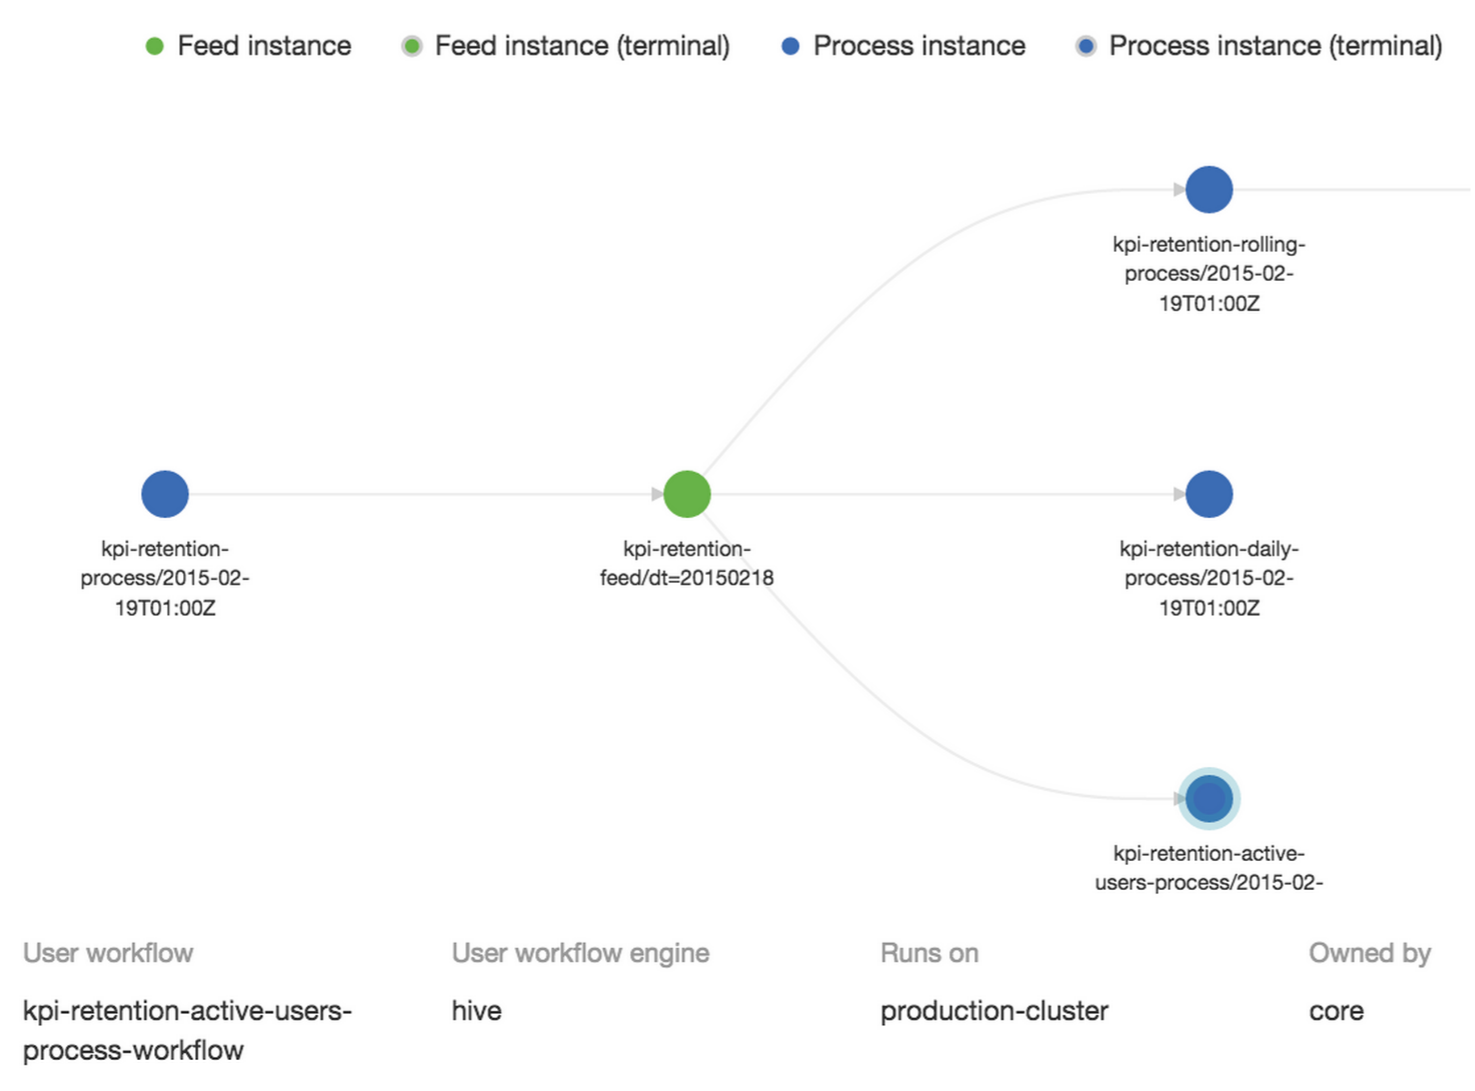 Feed instance Feed instance (terminal) Process instance Process instance (terminal)
kpi-retention-rolling-
process/2015-02-
19T01:00Z
kpi-retention-
process/2015-02-
19T01:00Z
kpi-retention-
feed/dt=20150218
kpi-retention-daily-
process/2015-02-
19T01:00Z
kpi-retention-active-
users-process/2015-02-
User workflow User workflow engine Runs on Owned by
kpi-retention-active-users- hive production-cluster core
process-workflow